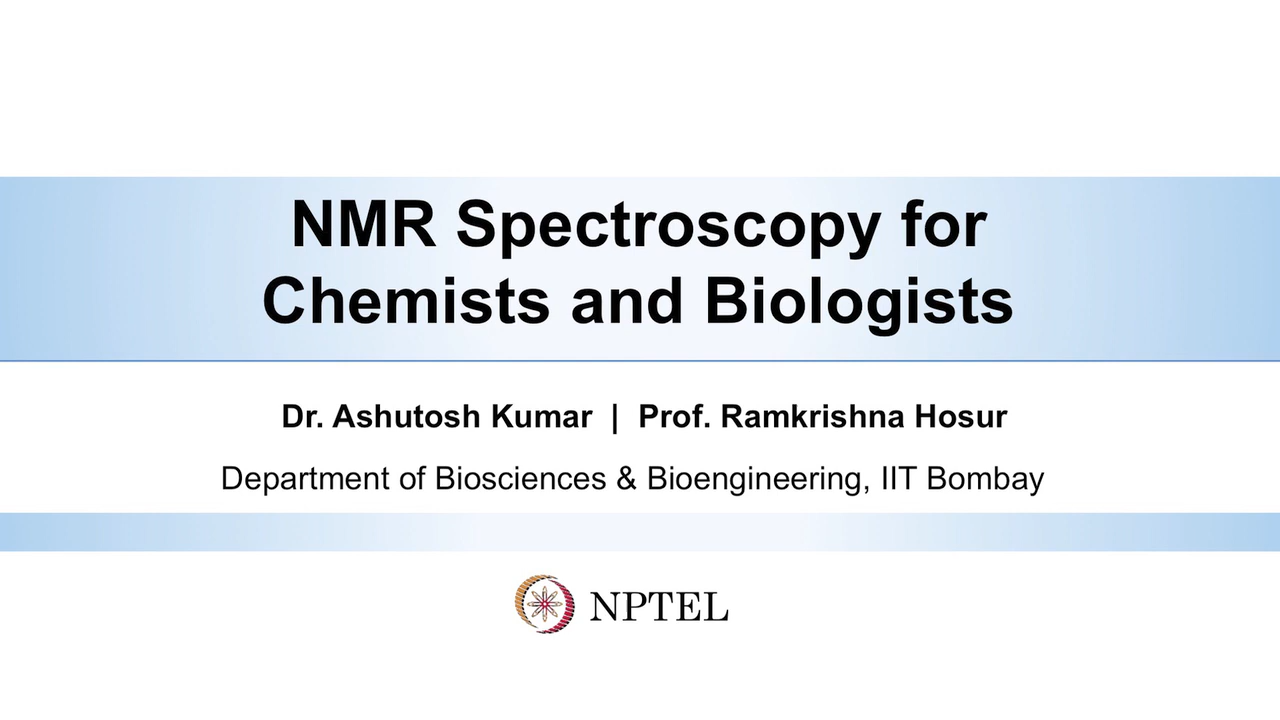 NMR Spectroscopy for
Chemists and Biologists
Dr. Ashutosh Kumar | Prof. Ramkrishna Hosur
Department of Biosciences & Bioengineering, IIT Bombay
NPTEL